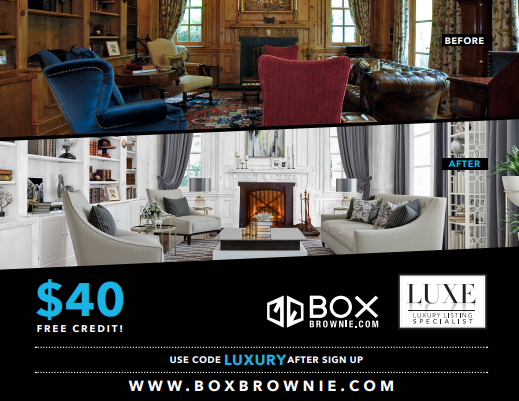 BEFORE
AFTER
$40
FREE CREDIT!
BOX
BROWNIE.COM
LUXE
LUXURY LISTING
SPECIALIST
USE CODE LUXURY AFTER SIGN UP
WWW.BOXBROWNIE.COM